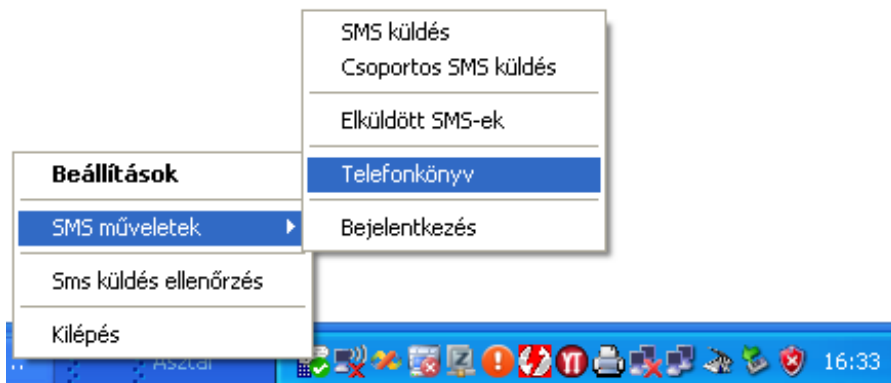 SMS küldés
Csoportos SMS küldés
Elküldött SMS-ek
Telefonkönyv
Bejelentkezés
Beállítások
SMS műveletek
Sms küldés ellenőrzés
Kilépés
Asztal
16:33